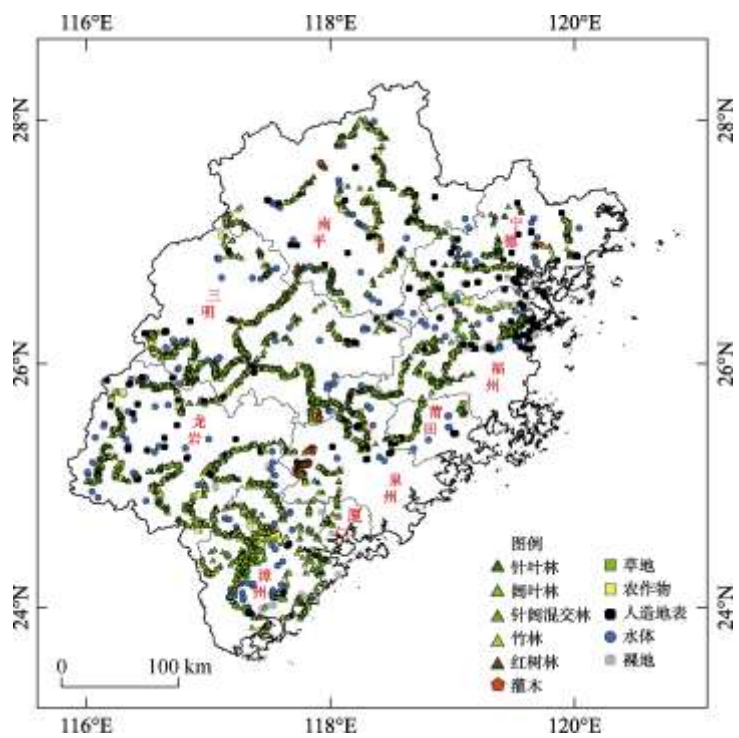 116°E 118°E 120°E
28°N 28°N
宁德
南平
三明
26°N 26°N
福州
莆田
龙岩
泉州
厦门
漳州
24°N 24°N
图例
针叶林 草地
阔叶林 农作物
针阔混交林 人造地表
竹林 水体
红树林 裸地
灌木
0 100 km
116°E 118°E 120°E